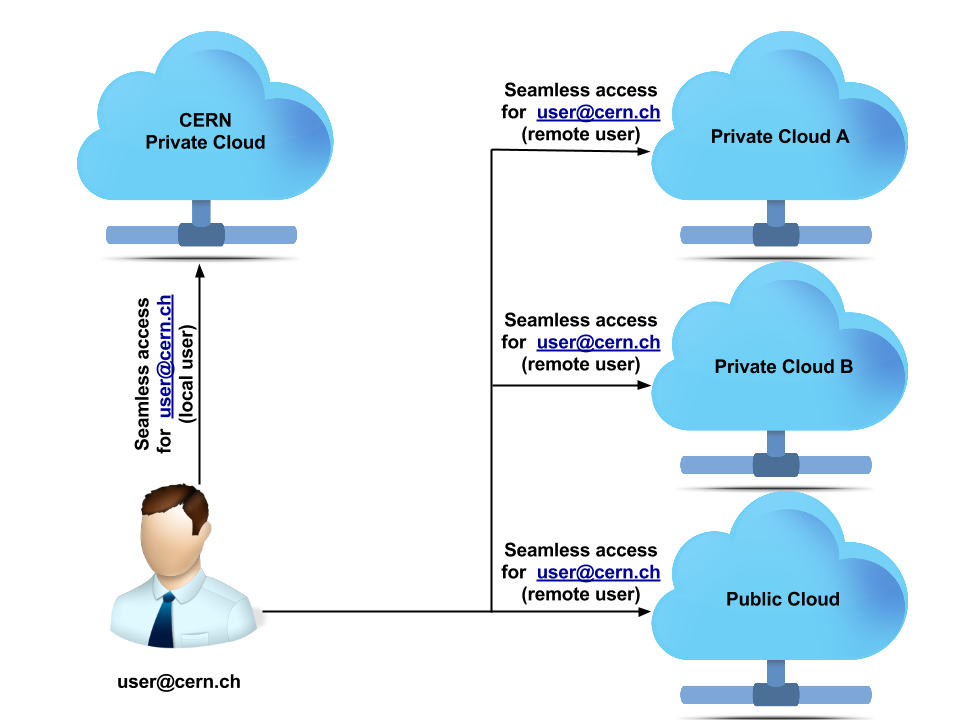 CERN
Private Cloud
Seamless access
for user@cern.ch
(remote user)
Private Cloud A
Seamless access
for user@cern.ch
(local user)
Seamless access
for user@cern.ch
(remote user)
Private Cloud B
Seamless access
for user@cern.ch
(remote user)
Public Cloud
user@cern.ch